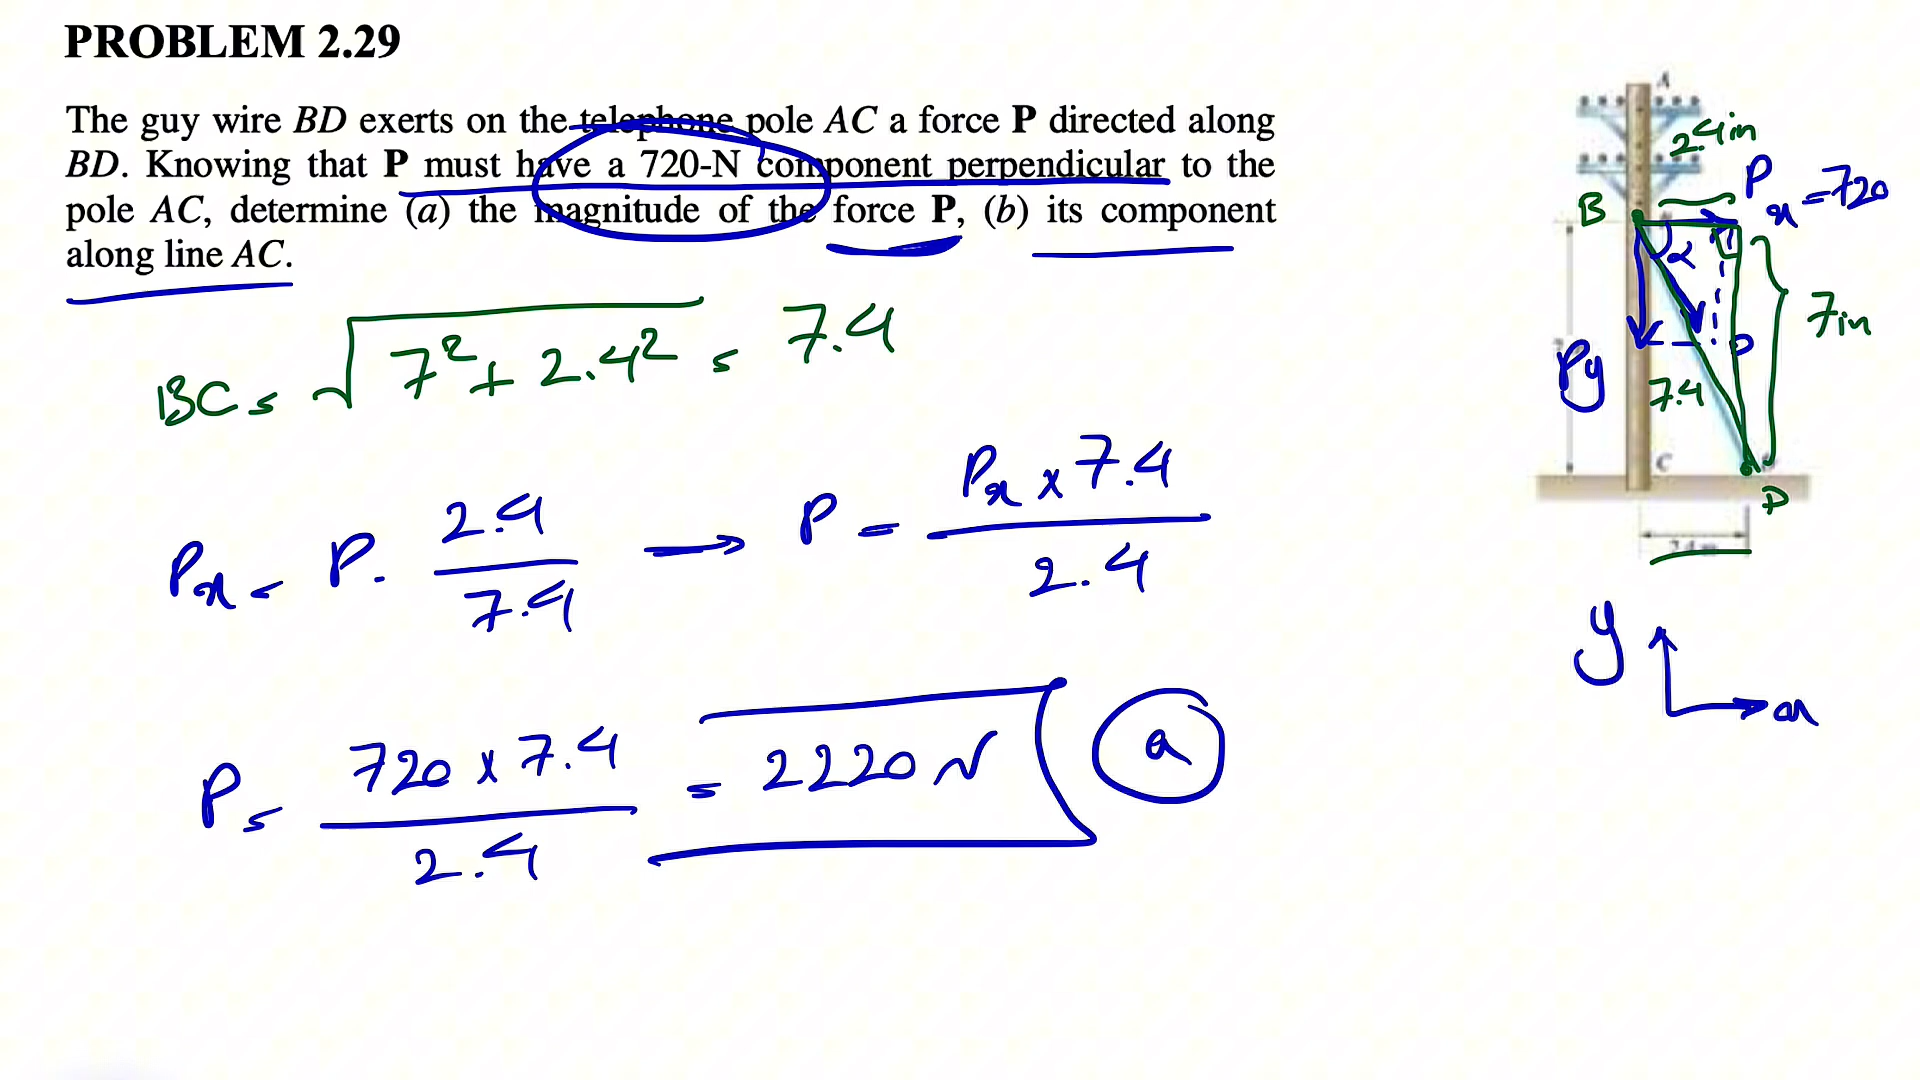 PROBLEM 2.29
The guy wire BD exerts on the telephone pole AC a force P directed along
BD. Knowing that P must have a 720-N component perpendicular to the
pole AC, determine (a) the magnitude of the force P, (b) its component
along line AC.
BC = √7² + 2.4² = 7.4
Px = P. 2.4/7.4 → P = Px x 7.4/2.4
P = 720 x 7.4/2.4 = 2220 N
a
A
2.4in
Px = 720
B
α
7in
P
Py
7.4
C
D
y
x